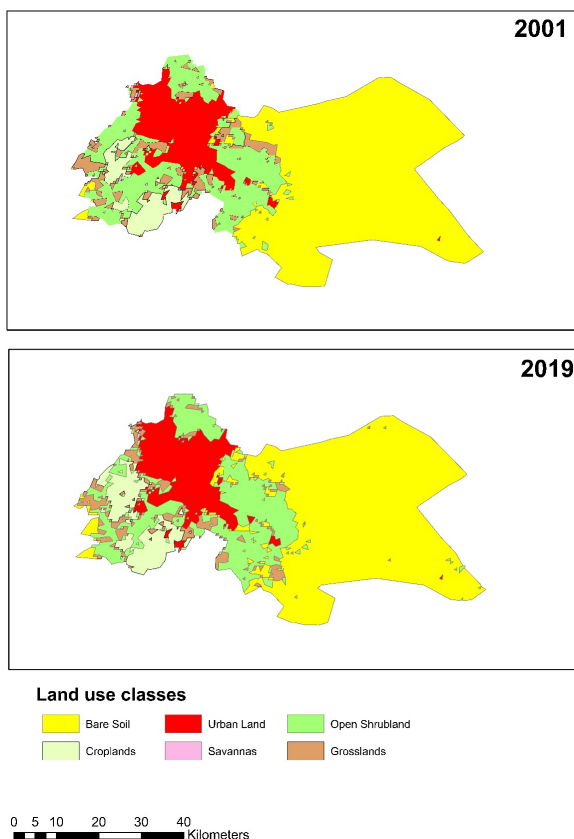 2001
2019
Land use classes
Bare Soil Urban Land Open Shrubland
Croplands Savannas Grosslands
0 5 10 20 30 40
Kilometers